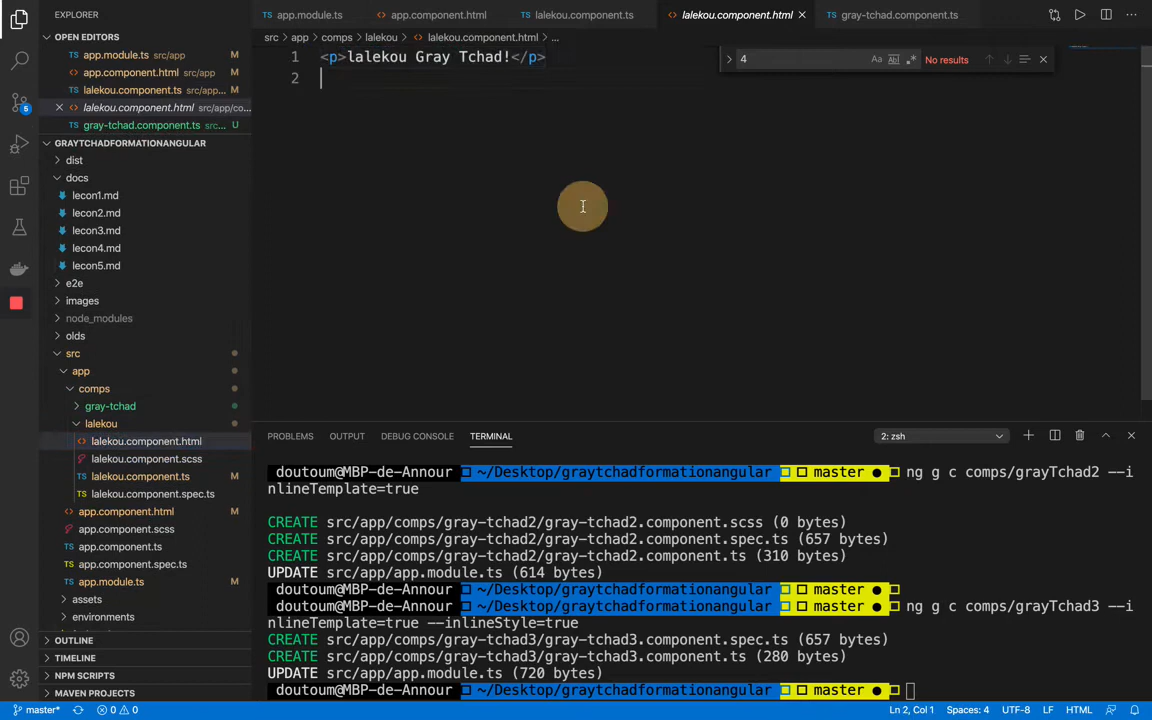 EXPLORER
app.module.ts
app.component.html
lalekou.component.ts
lalekou.component.html
gray-tchad.component.ts
src > app > comps > lalekou > lalekou.component.html > ...
OPEN EDITORS
app.module.ts src/app M
app.component.html src/app M
lalekou.component.ts src/app... M
lalekou.component.html src/app/co...
gray-tchad.component.ts src... U
1 <p>lalekou Gray Tchad!</p>
2
4
Aa
No results
GRAYTCHADFORMATIONANGULAR
dist
docs
lecon1.md
lecon2.md
lecon3.md
lecon4.md
lecon5.md
e2e
images
node_modules
olds
src
app
comps
gray-tchad
lalekou
lalekou.component.html
lalekou.component.scss
lalekou.component.ts M
lalekou.component.spec.ts
app.component.html M
app.component.scss
app.component.ts
app.component.spec.ts
app.module.ts M
assets
environments
OUTLINE
TIMELINE
NPM SCRIPTS
MAVEN PROJECTS
5
PROBLEMS OUTPUT DEBUG CONSOLE TERMINAL
2: zsh
doutoum@MBP-de-Annour ~/Desktop/graytchadformationangular master ● ng g c comps/grayTchad2 --i
nlineTemplate=true
CREATE src/app/comps/gray-tchad2/gray-tchad2.component.scss (0 bytes)
CREATE src/app/comps/gray-tchad2/gray-tchad2.component.spec.ts (657 bytes)
CREATE src/app/comps/gray-tchad2/gray-tchad2.component.ts (310 bytes)
UPDATE src/app/app.module.ts (614 bytes)
doutoum@MBP-de-Annour ~/Desktop/graytchadformationangular master ●
doutoum@MBP-de-Annour ~/Desktop/graytchadformationangular master ● ng g c comps/grayTchad3 --i
nlineTemplate=true --inlineStyle=true
CREATE src/app/comps/gray-tchad3/gray-tchad3.component.spec.ts (657 bytes)
CREATE src/app/comps/gray-tchad3/gray-tchad3.component.ts (280 bytes)
UPDATE src/app/app.module.ts (720 bytes)
doutoum@MBP-de-Annour ~/Desktop/graytchadformationangular master ●
master* 0 0
Ln 2, Col 1 Spaces: 4 UTF-8 LF HTML